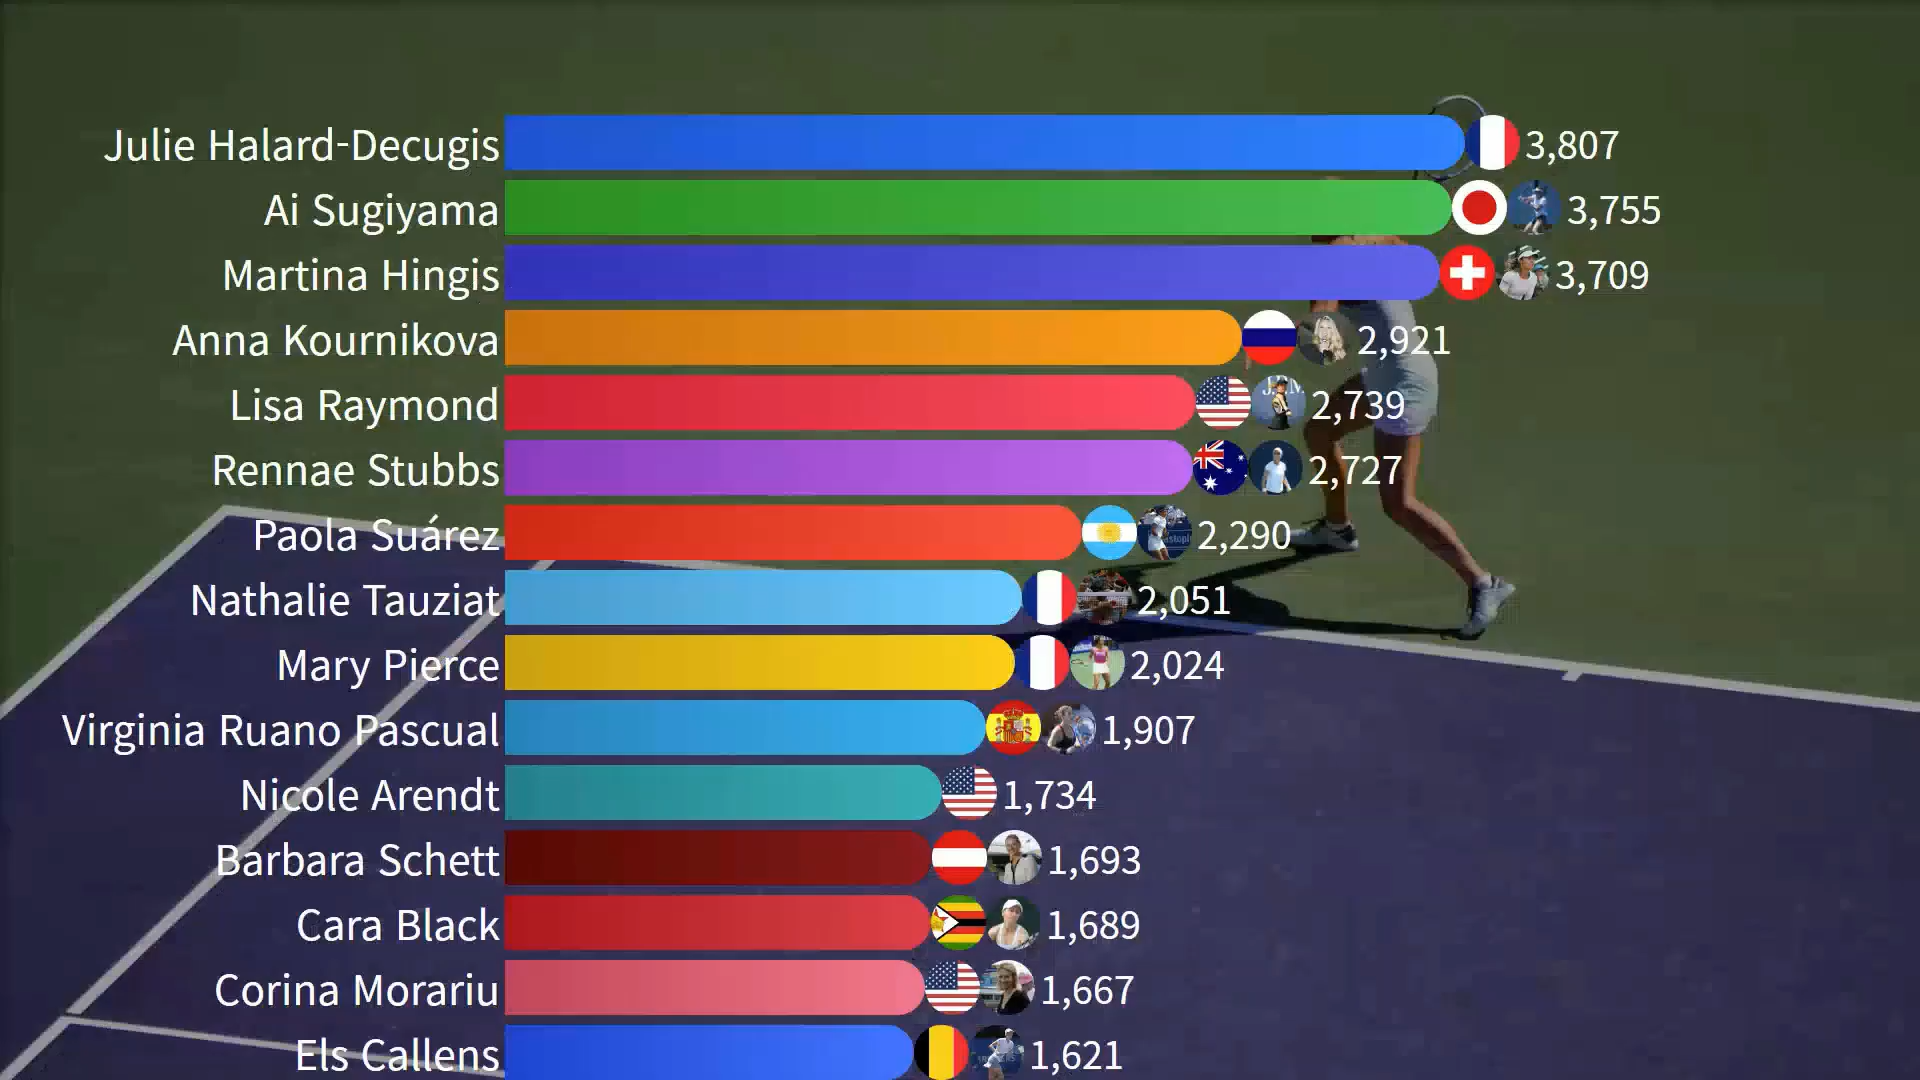 Julie Halard-Decugis 3,807
Ai Sugiyama 3,755
Martina Hingis 3,709
Anna Kournikova 2,921
Lisa Raymond 2,739
Rennae Stubbs 2,727
Paola Suárez 2,290
Nathalie Tauziat 2,051
Mary Pierce 2,024
Virginia Ruano Pascual 1,907
Nicole Arendt 1,734
Barbara Schett 1,693
Cara Black 1,689
Corina Morariu 1,667
Els Callens 1,621